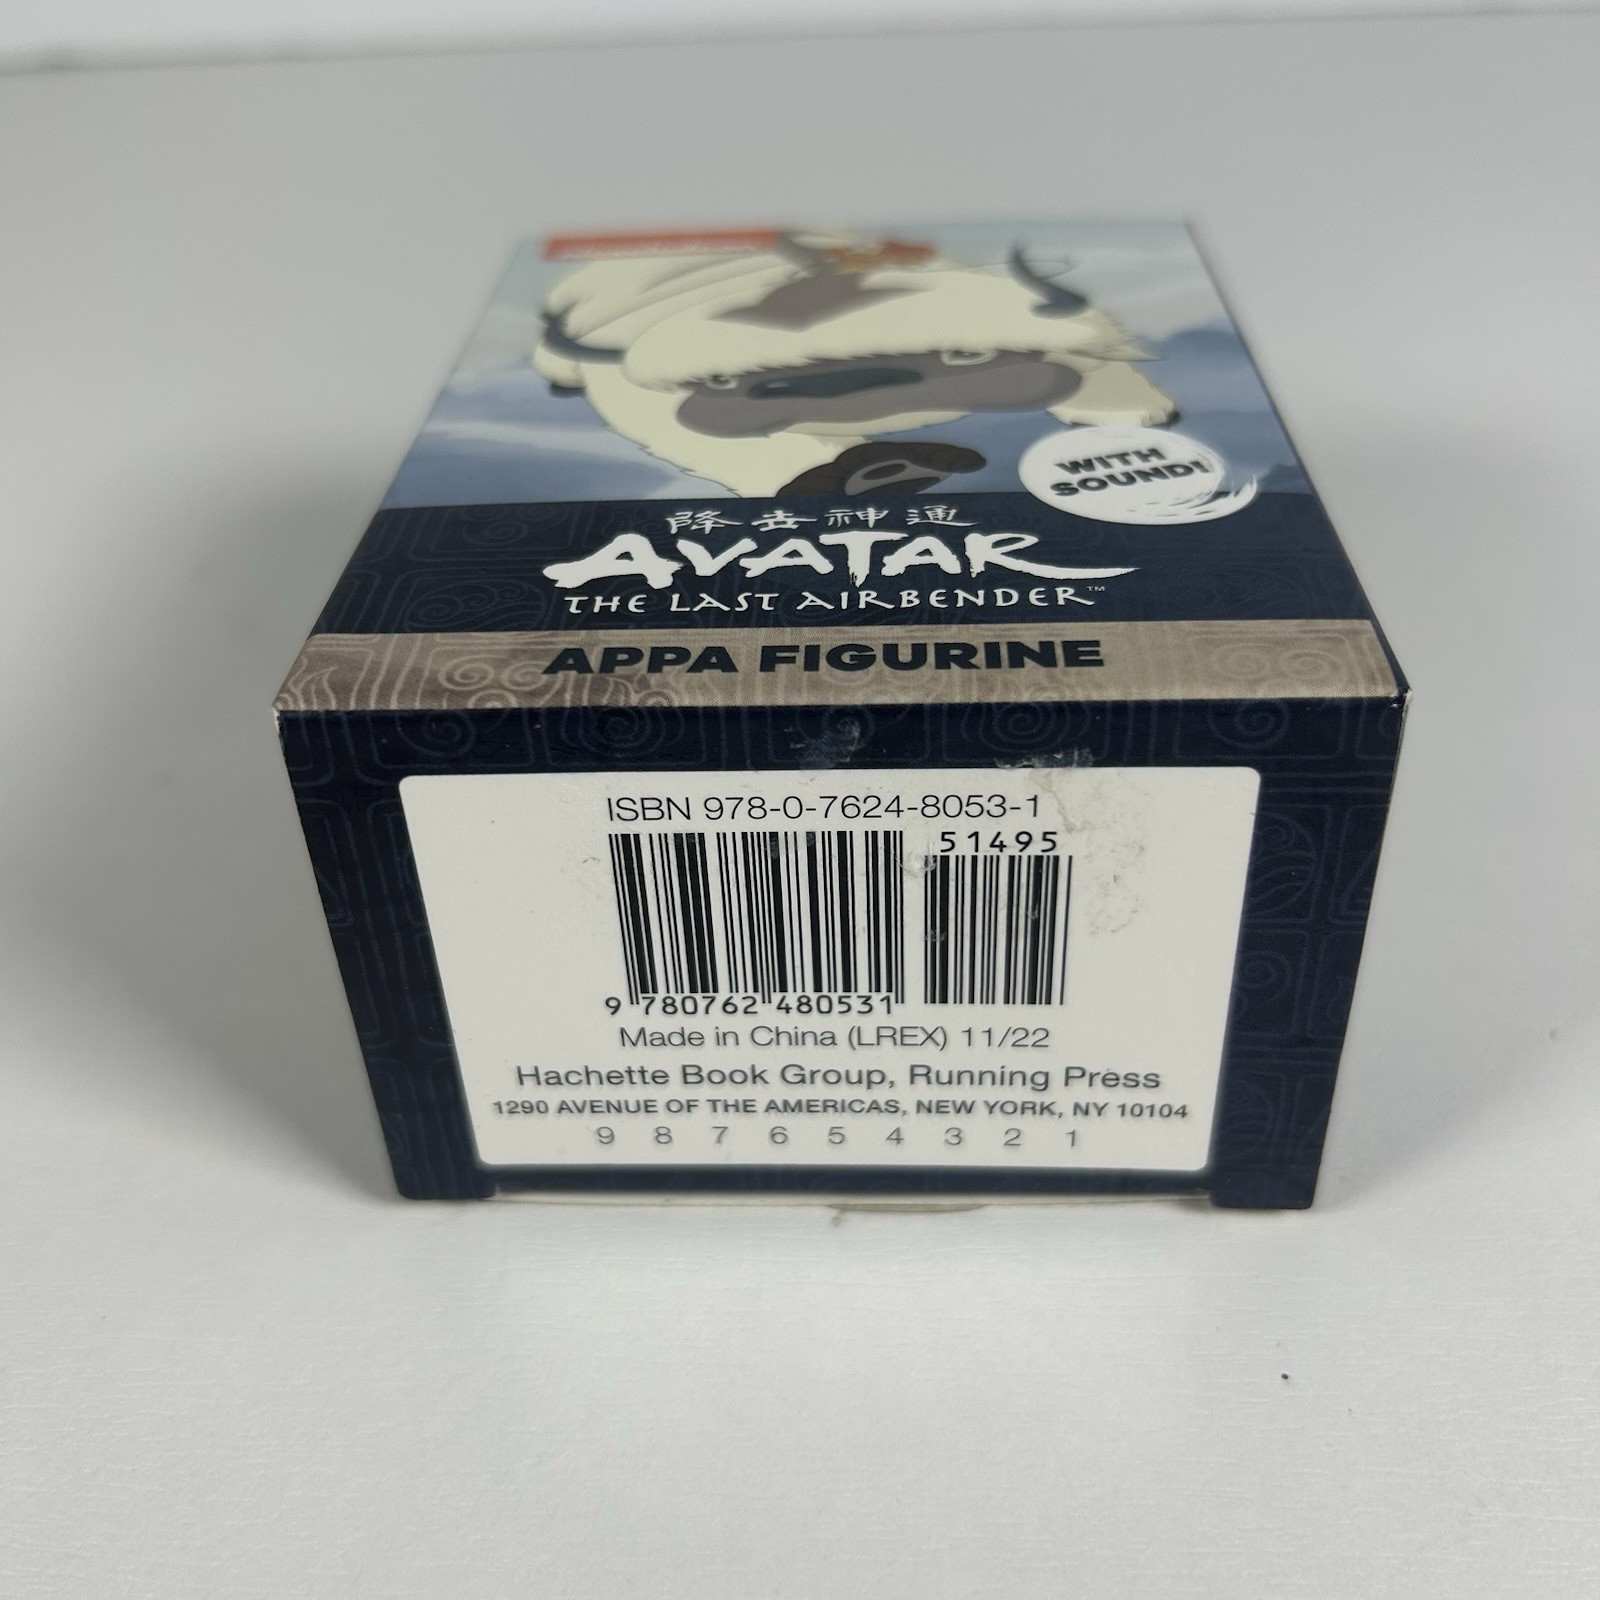 WITH
SOUND!
降去神通
AVATAR
THE LAST AIRBENDER™
APPA FIGURINE
ISBN 978-0-7624-8053-1
51495
9 780762 480531
Made in China (LREX) 11/22
Hachette Book Group, Running Press
1290 AVENUE OF THE AMERICAS, NEW YORK, NY 10104
9 8 7 6 5 4 3 2 1